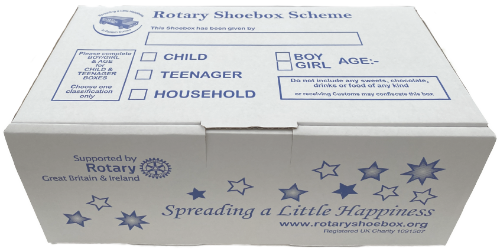 Rotary Shoebox Scheme
This Shoebox has been given by
Please complete
BOY/GIRL
& AGE
for
CHILD &
TEENAGER
BOXES
Choose one
classification
only
CHILD
TEENAGER
HOUSEHOLD
BOY
GIRL
AGE:-
Do not include any sweets, chocolate,
drinks or food of any kind
or receiving Customs may confiscate this box
Supported by
Rotary
Great Britain & Ireland
Spreading a Little Happiness
www.rotaryshoebox.org
Registered UK Charity